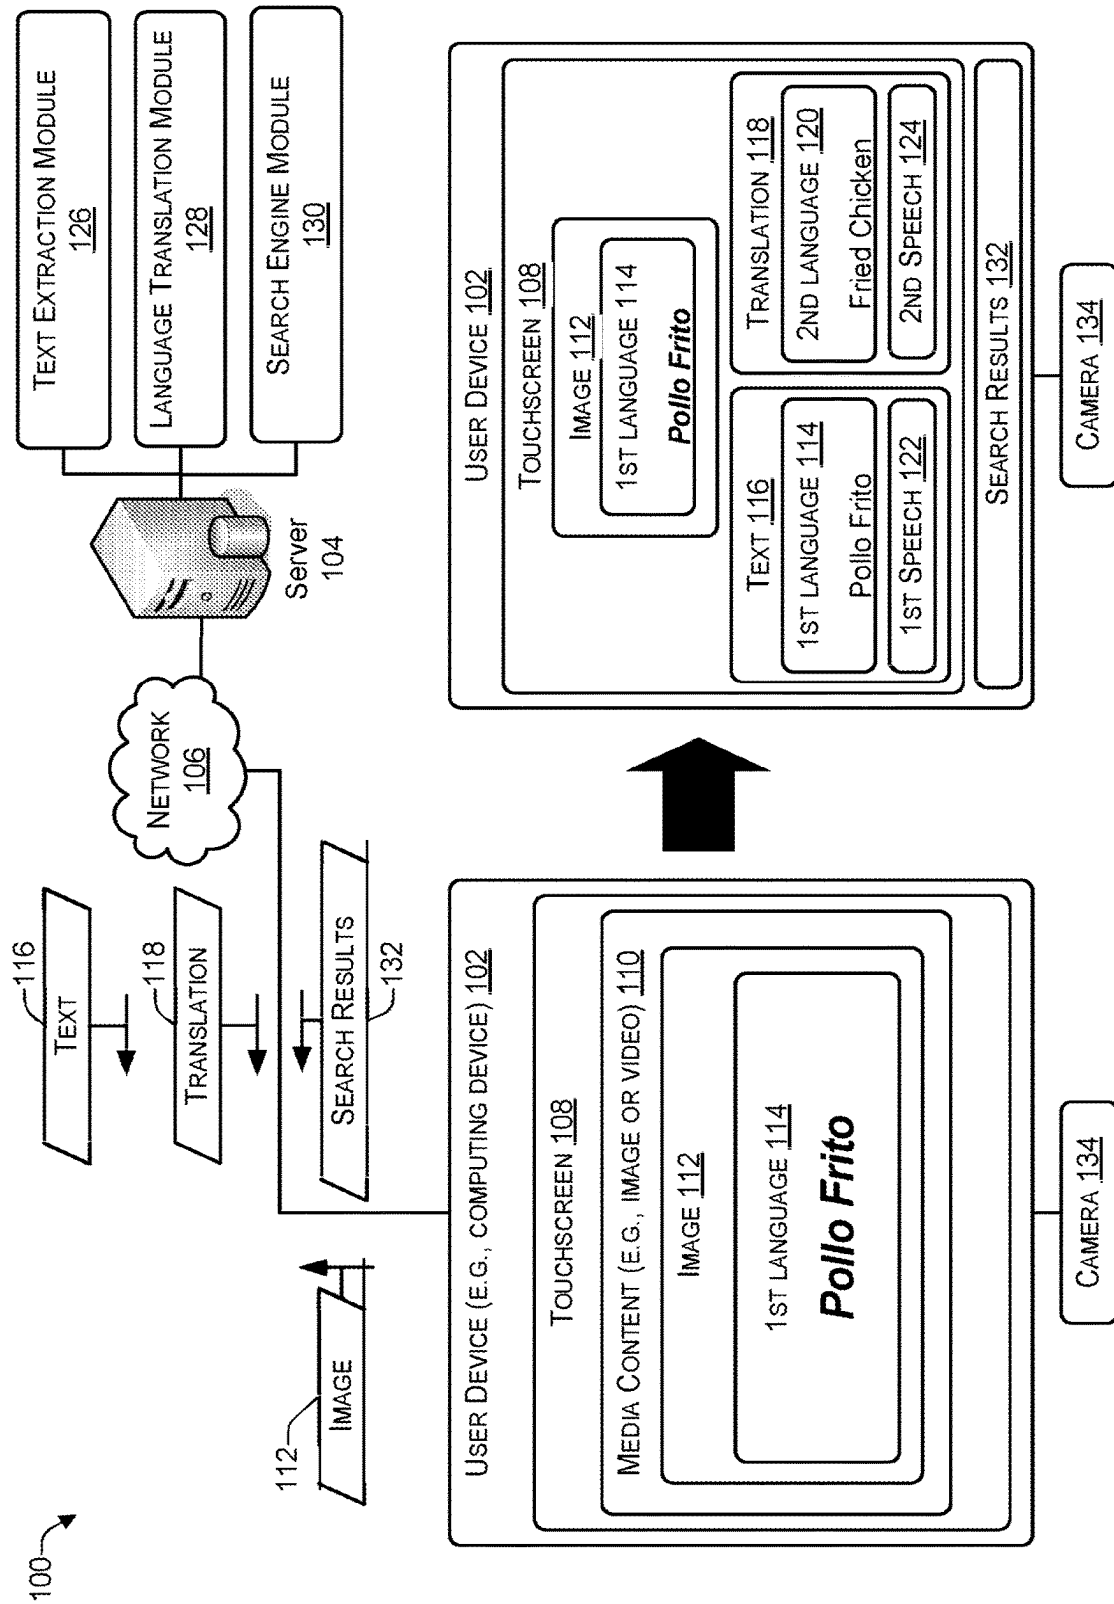 100
112
IMAGE
116
TEXT
118
TRANSLATION
SEARCH RESULTS
132
NETWORK
106
Server
104
TEXT EXTRACTION MODULE
126
LANGUAGE TRANSLATION MODULE
128
SEARCH ENGINE MODULE
130
USER DEVICE (E.G., COMPUTING DEVICE) 102
TOUCHSCREEN 108
MEDIA CONTENT (E.G., IMAGE OR VIDEO) 110
IMAGE 112
1ST LANGUAGE 114
Pollo Frito
CAMERA 134
USER DEVICE 102
TOUCHSCREEN 108
IMAGE 112
1ST LANGUAGE 114
Pollo Frito
TEXT 116
1ST LANGUAGE 114
Pollo Frito
1ST SPEECH 122
TRANSLATION 118
2ND LANGUAGE 120
Fried Chicken
2ND SPEECH 124
SEARCH RESULTS 132
CAMERA 134